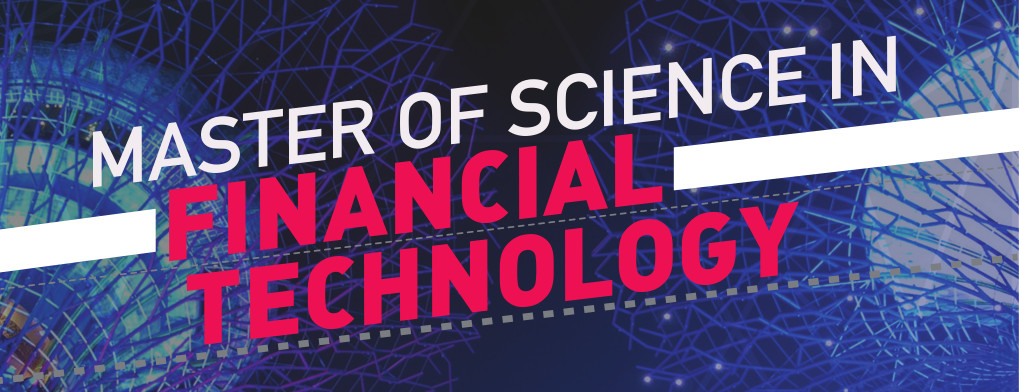 MASTER OF SCIENCE IN
FINANCIAL
TECHNOLOGY